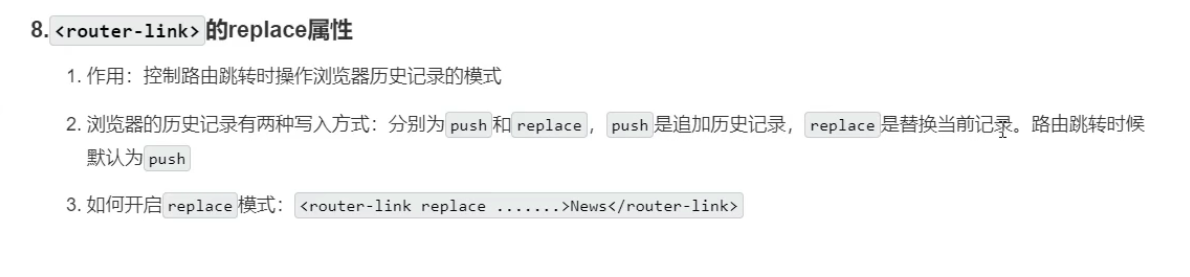 8.<router-link>的replace属性
1. 作用：控制路由跳转时操作浏览器历史记录的模式
2. 浏览器的历史记录有两种写入方式：分别为push和replace，push是追加历史记录，replace是替换当前记录。路由跳转时候
默认为push
3. 如何开启replace模式：<router-link replace .......>News</router-link>